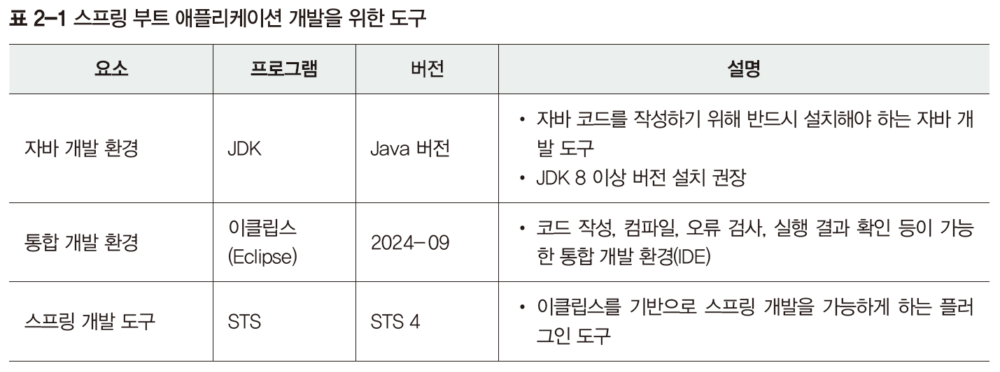 표 2-1 스프링 부트 애플리케이션 개발을 위한 도구
요소 프로그램 버전 설명
자바 개발 환경 JDK Java 버전
• 자바 코드를 작성하기 위해 반드시 설치해야 하는 자바 개
발 도구
• JDK 8 이상 버전 설치 권장
통합 개발 환경
이클립스
(Eclipse)
2024-09
• 코드 작성, 컴파일, 오류 검사, 실행 결과 확인 등이 가능
한 통합 개발 환경(IDE)
스프링 개발 도구 STS STS 4
• 이클립스를 기반으로 스프링 개발을 가능하게 하는 플러
그인 도구